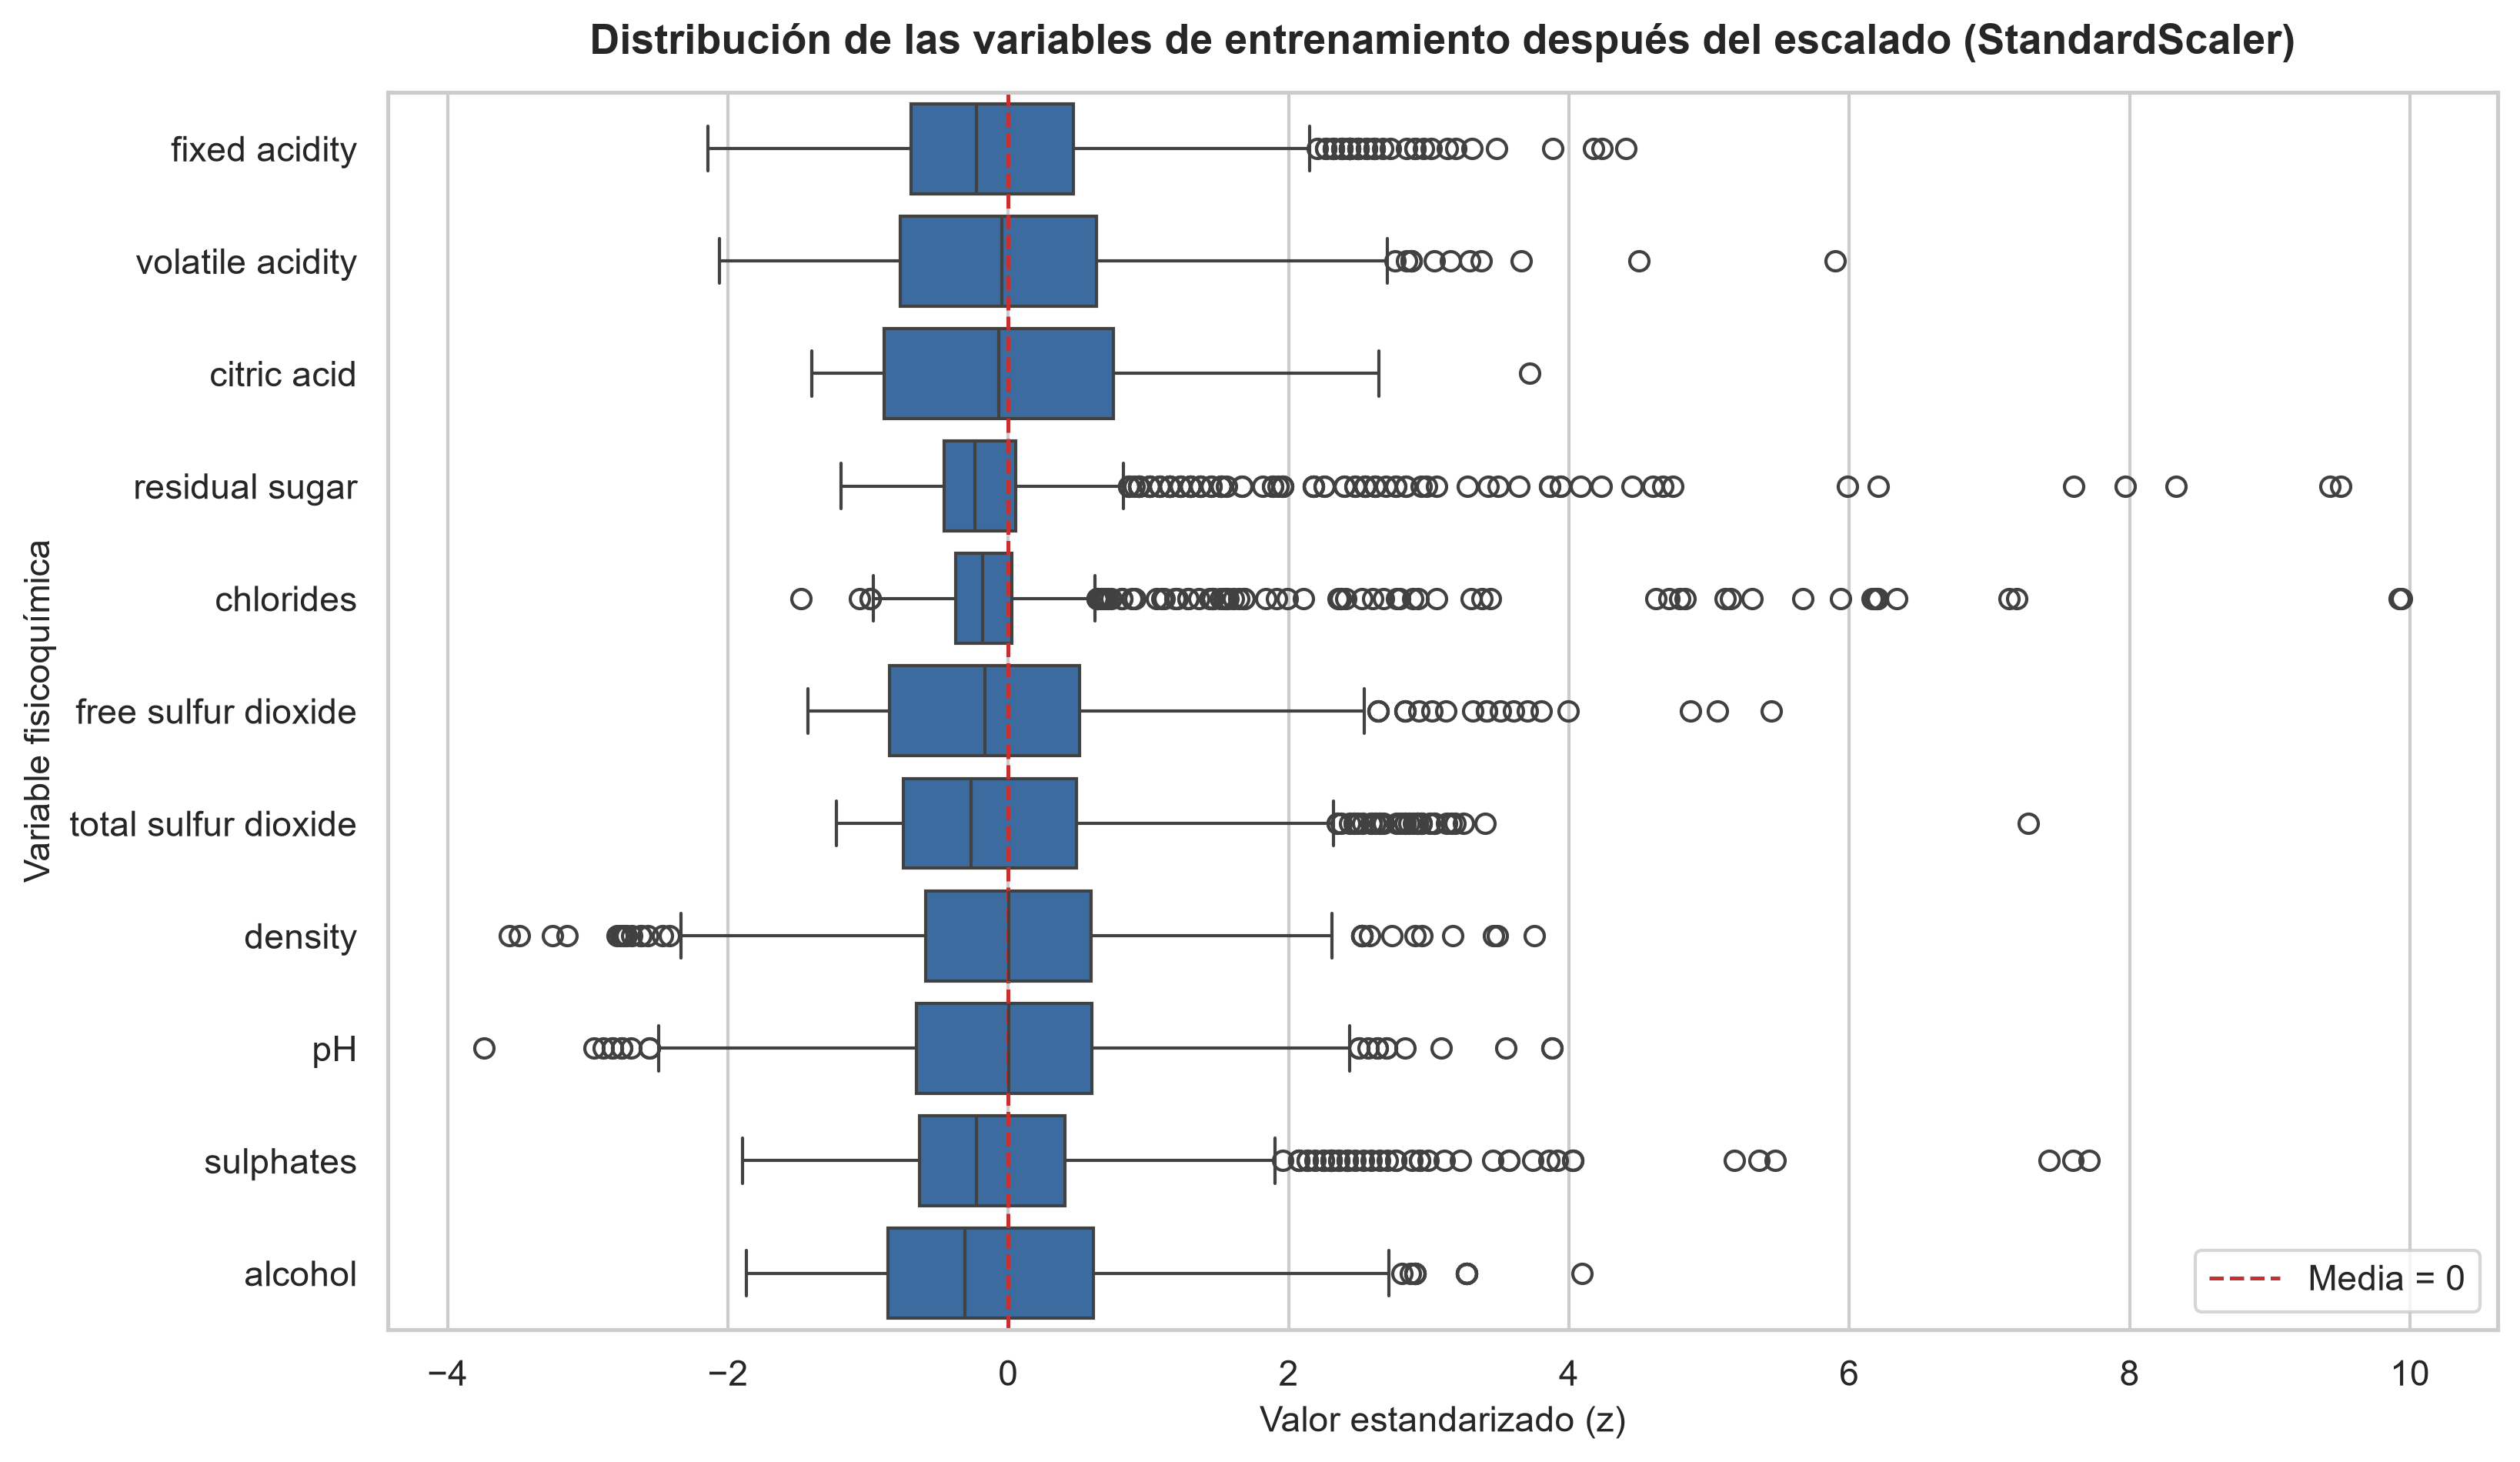 Distribución de las variables de entrenamiento después del escalado (StandardScaler)
Variable fisicoquímica
fixed acidity
volatile acidity
citric acid
residual sugar
chlorides
free sulfur dioxide
total sulfur dioxide
density
pH
sulphates
alcohol
Media = 0
−4 −2 0 2 4 6 8 10
Valor estandarizado (z)